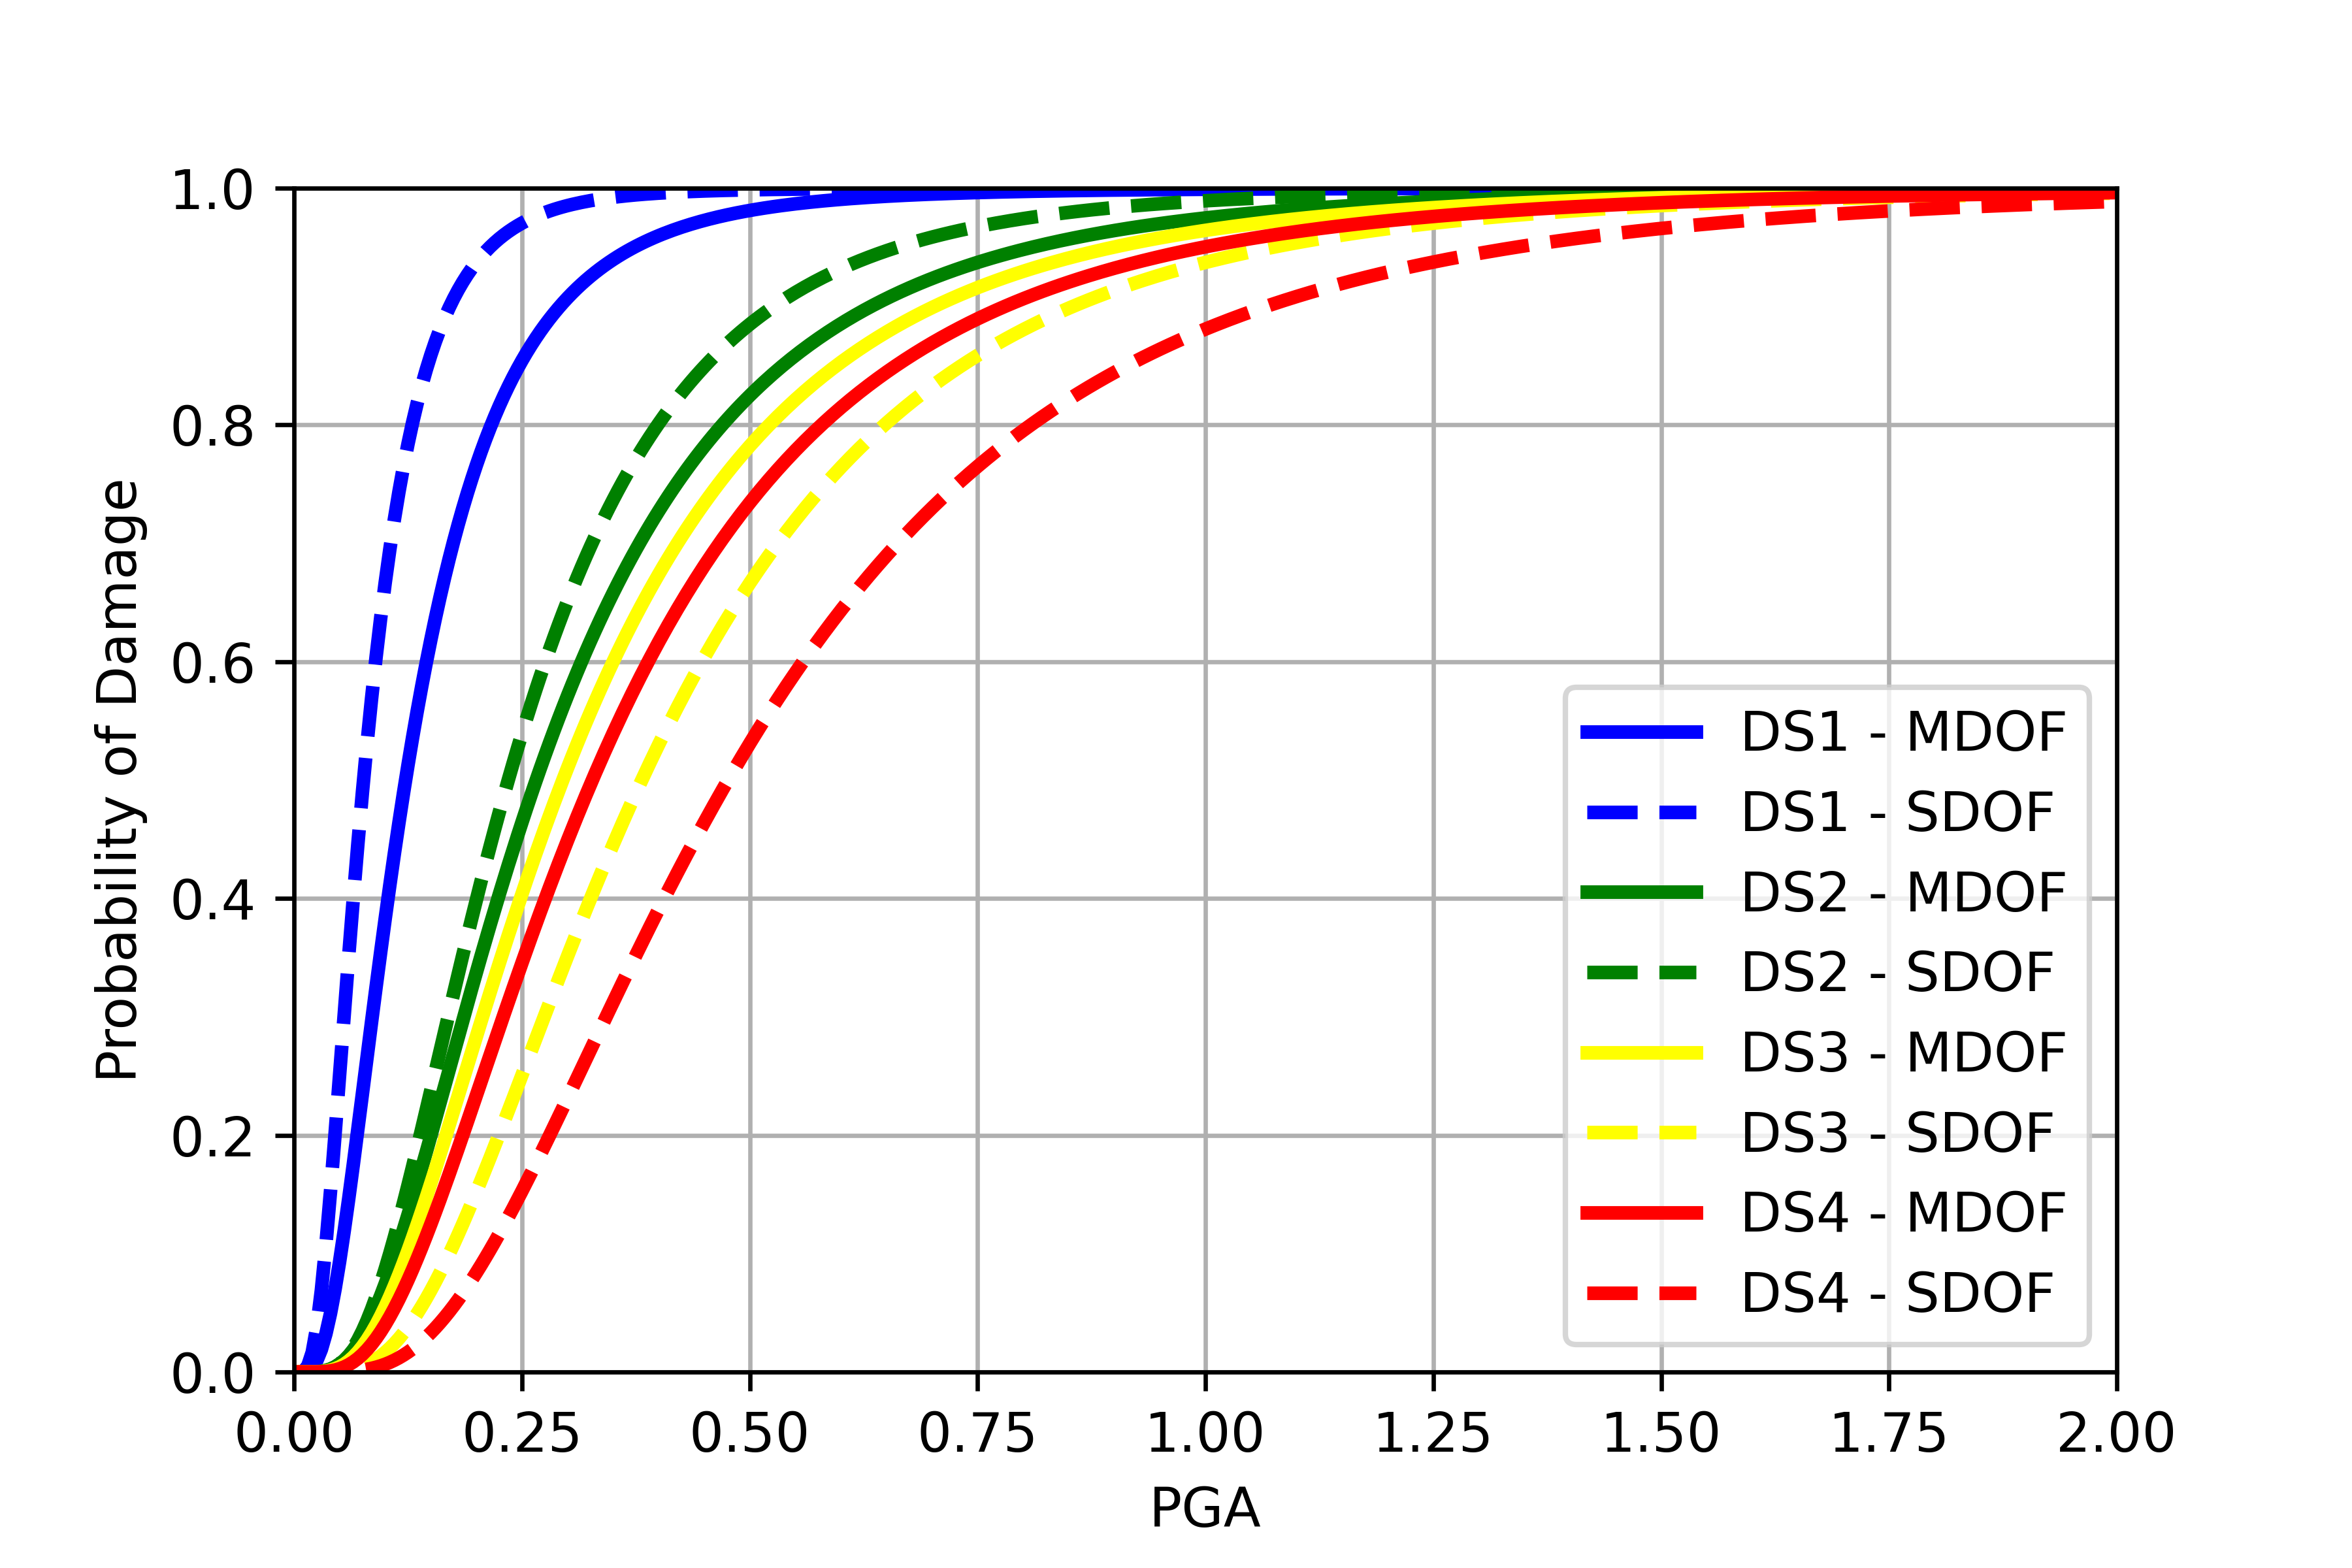 1.0
0.8
0.6
0.4
0.2
0.0
Probability of Damage
0.00 0.25 0.50 0.75 1.00 1.25 1.50 1.75 2.00
PGA
DS1 - MDOF
DS1 - SDOF
DS2 - MDOF
DS2 - SDOF
DS3 - MDOF
DS3 - SDOF
DS4 - MDOF
DS4 - SDOF